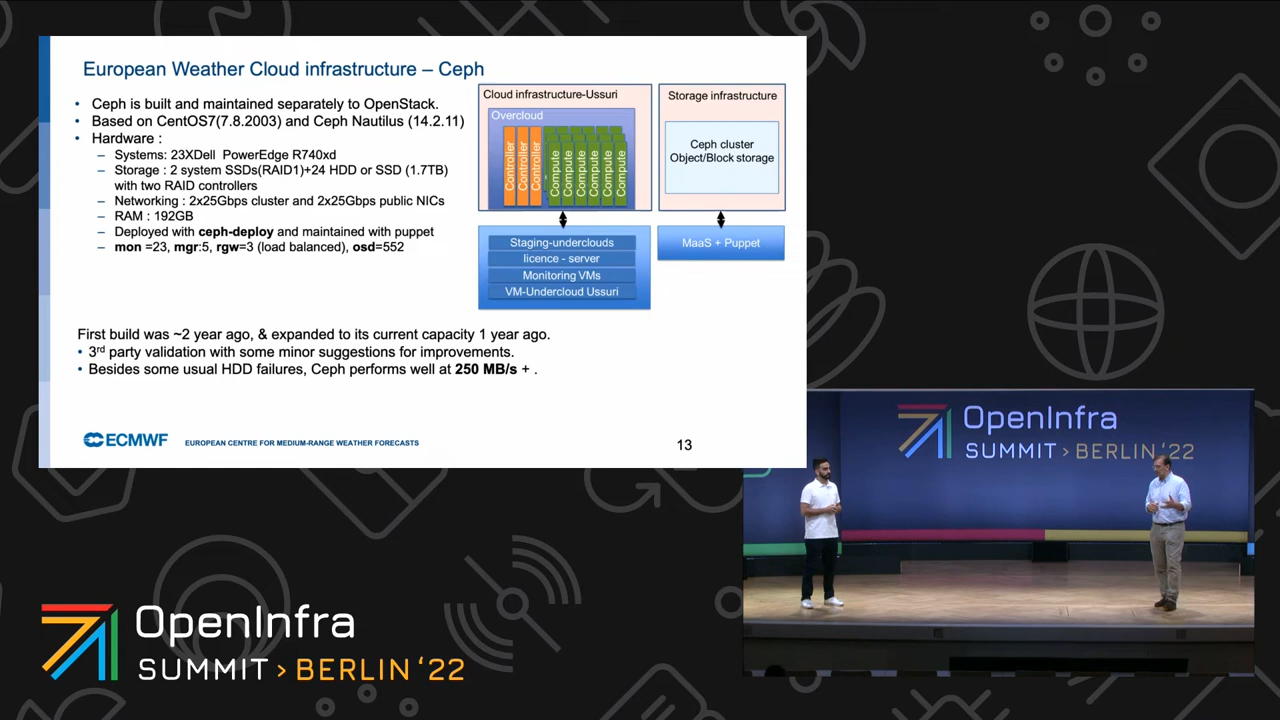 European Weather Cloud infrastructure – Ceph
• Ceph is built and maintained separately to OpenStack.
• Based on CentOS7(7.8.2003) and Ceph Nautilus (14.2.11)
• Hardware :
– Systems: 23XDell PowerEdge R740xd
– Storage : 2 system SSDs(RAID1)+24 HDD or SSD (1.7TB)
with two RAID controllers
– Networking : 2x25Gbps cluster and 2x25Gbps public NICs
– RAM : 192GB
– Deployed with ceph-deploy and maintained with puppet
– mon =23, mgr:5, rgw=3 (load balanced), osd=552
Cloud infrastructure-Ussuri
Overcloud
Controller
Controller
Controller
Compute
Compute
Compute
Compute
Compute
Compute
Staging-underclouds
licence - server
Monitoring VMs
VM-Undercloud Ussuri
Storage infrastructure
Ceph cluster
Object/Block storage
MaaS + Puppet
First build was ~2 year ago, & expanded to its current capacity 1 year ago.
• 3rd party validation with some minor suggestions for improvements.
• Besides some usual HDD failures, Ceph performs well at 250 MB/s + .
ECMWF
EUROPEAN CENTRE FOR MEDIUM-RANGE WEATHER FORECASTS
13
OpenInfra
SUMMIT > BERLIN '22
OpenInfra
SUMMIT > BERLIN '22